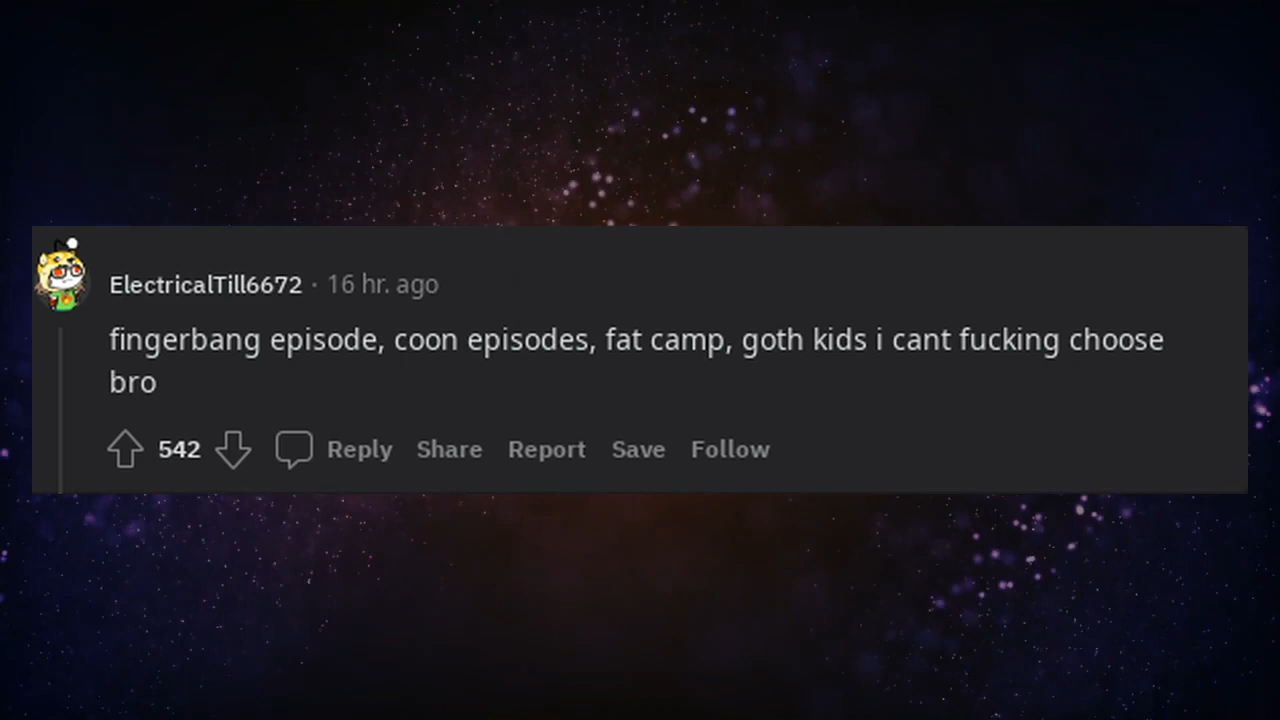 ElectricalTill6672 · 16 hr. ago
fingerbang episode, coon episodes, fat camp, goth kids i cant fucking choose
bro
542 Reply Share Report Save Follow